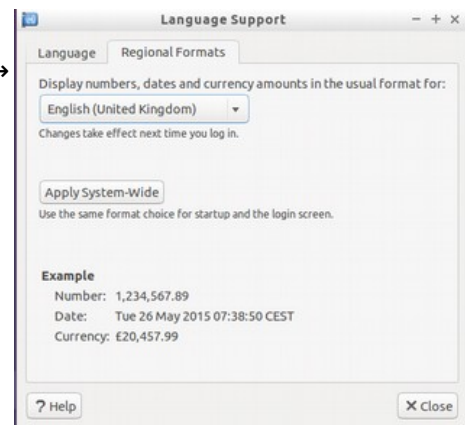 Language Support
Language Regional Formats
Display numbers, dates and currency amounts in the usual format for:
English (United Kingdom)
Changes take effect next time you log in.
Apply System-Wide
Use the same format choice for startup and the login screen.
Example
Number: 1,234,567.89
Date: Tue 26 May 2015 07:38:50 CEST
Currency: £20,457.99
? Help X Close